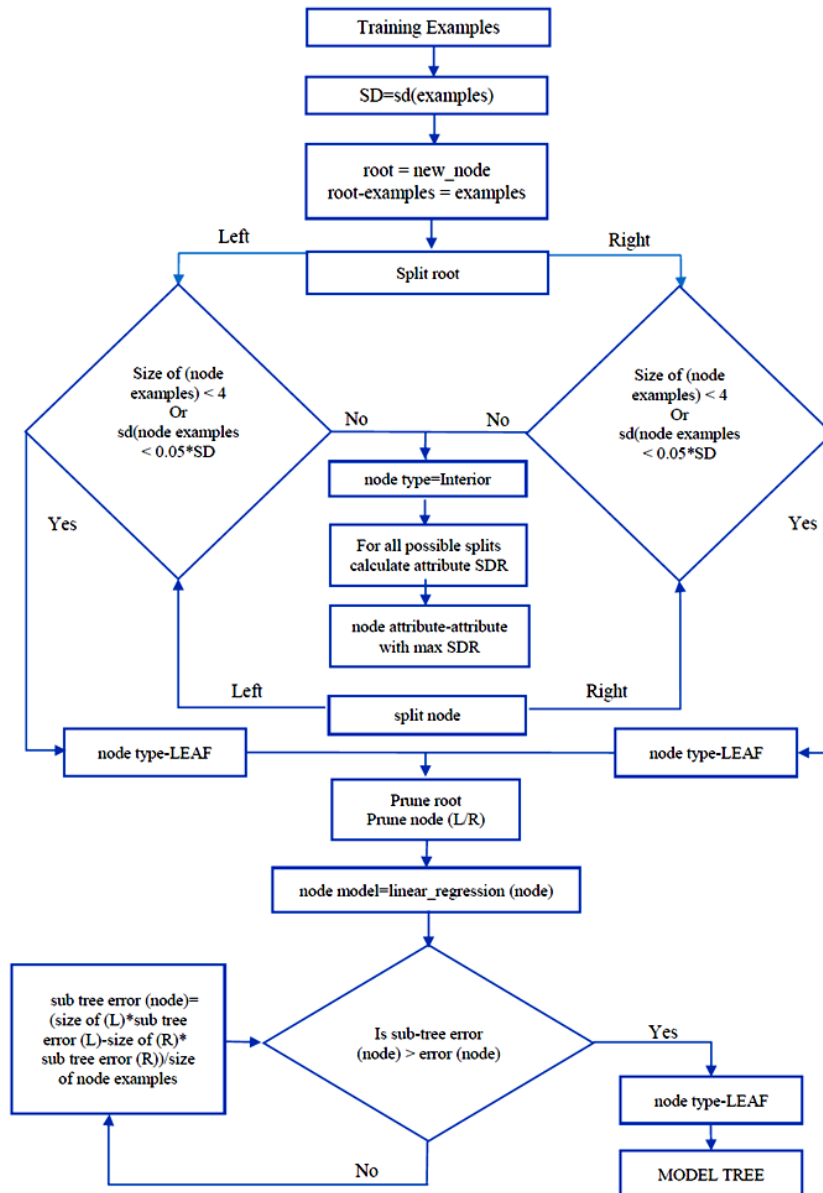 Training Examples
SD=sd(examples)
root = new_node
root-examples = examples
Left
Right
Split root
Size of (node
examples) < 4
Or
sd(node examples
< 0.05*SD
Size of (node
examples) < 4
Or
sd(node examples
< 0.05*SD
No
No
node type=Interior
Yes
Yes
For all possible splits
calculate attribute SDR
node attribute-attribute
with max SDR
Left
Right
split node
node type-LEAF
node type-LEAF
Prune root
Prune node (L/R)
node model=linear_regression (node)
sub tree error (node)=
(size of (L)*sub tree
error (L)-size of (R)*
sub tree error (R))/size
of node examples
Is sub-tree error
(node) > error (node)
Yes
node type-LEAF
No
MODEL TREE